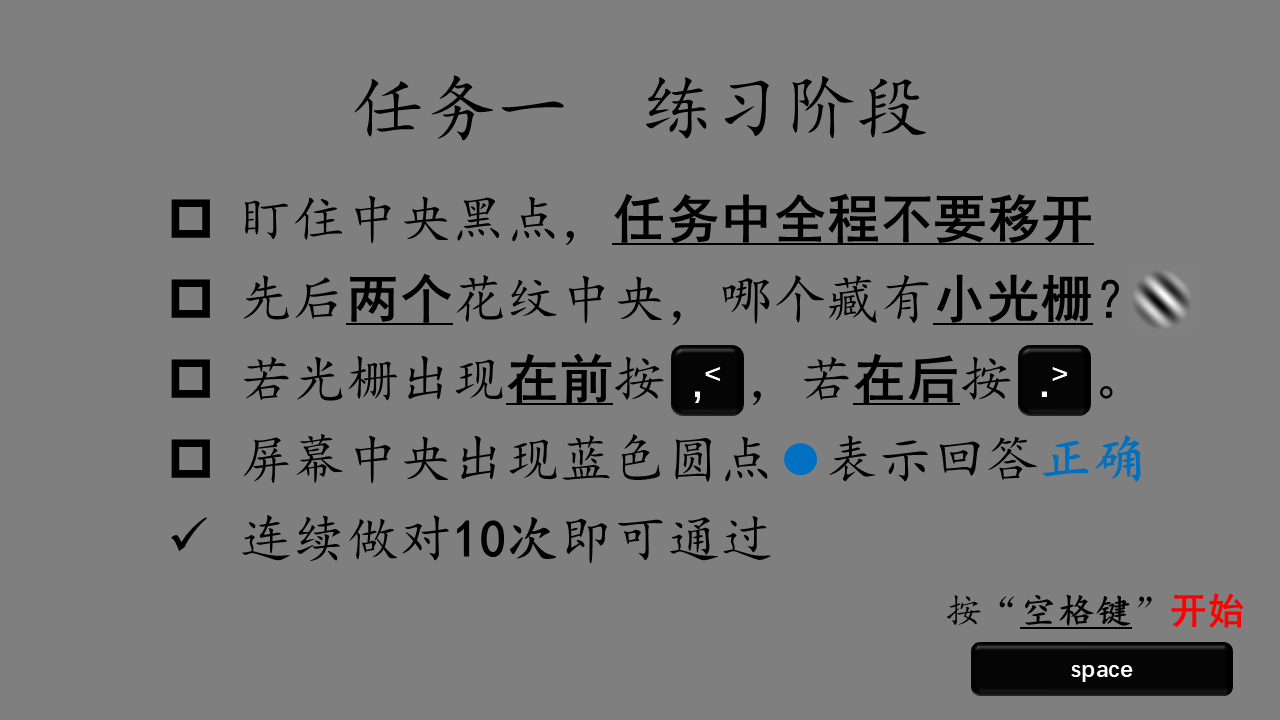 任务一 练习阶段
盯住中央黑点，任务中全程不要移开
先后两个花纹中央，哪个藏有小光栅？
若光栅出现在前按,<，若在后按.>。
屏幕中央出现蓝色圆点表示回答正确
连续做对10次即可通过
按“空格键”开始
space